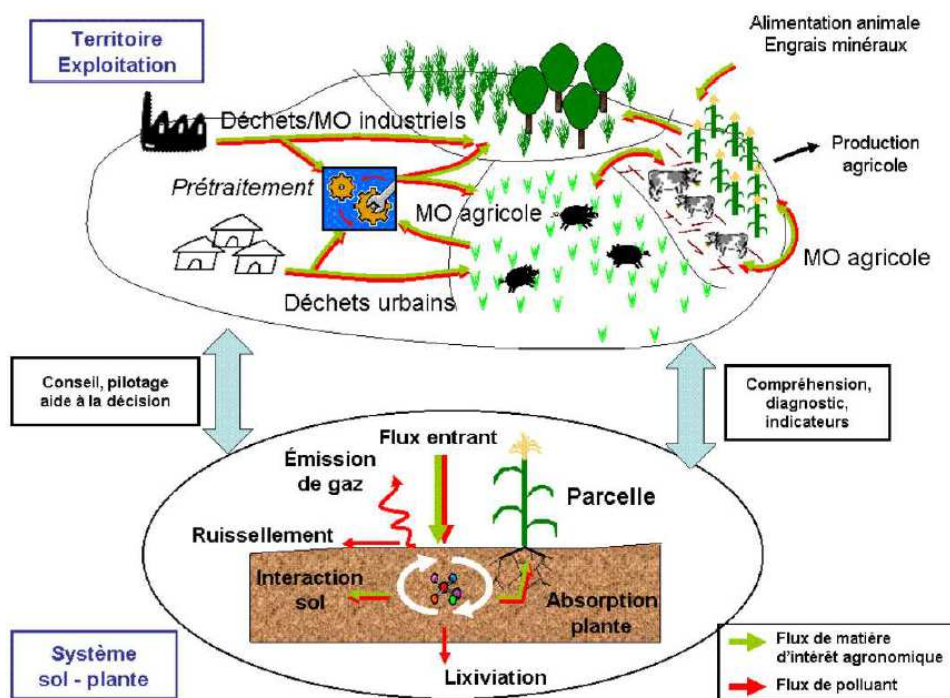 Territoire
Exploitation
Alimentation animale
Engrais minéraux
Déchets/MO industriels
Production
agricole
Prétraitement
MO agricole
MO agricole
Déchets urbains
Conseil, pilotage
aide à la décision
Compréhension,
diagnostic,
indicateurs
Flux entrant
Émission
de gaz
Parcelle
Ruissellement
Interaction
sol
Absorption
plante
Lixiviation
Système
sol - plante
Flux de matière
d'intérêt agronomique
Flux de polluant